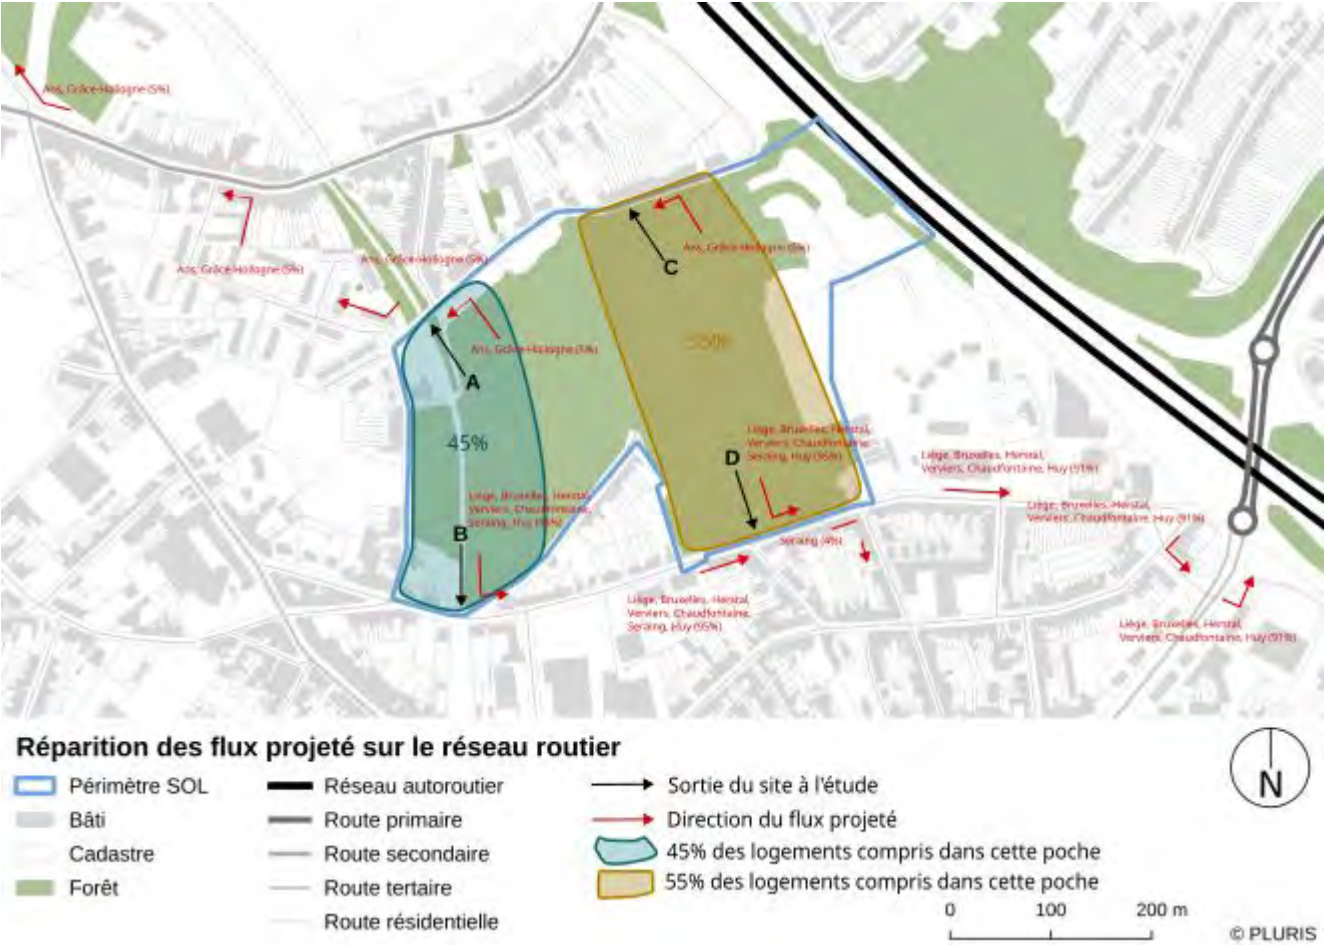 Ans, Grâce-Hollogne (5%)
Ans, Grâce-Hollogne (5%)
Ans, Grâce-Hollogne (5%)
Ans, Grâce-Hollogne (5%)
C
A
Ans, Grâce-Hollogne (5%)
55%
45%
Liège, Bruxelles, Herstal,
Verviers, Chaudfontaine,
Seraing, Huy (95%)
D
Liège, Bruxelles, Herstal,
Verviers, Chaudfontaine, Huy (91%)
Liège, Bruxelles, Herstal,
Verviers, Chaudfontaine,
Seraing, Huy (95%)
B
Liège, Bruxelles, Herstal,
Verviers, Chaudfontaine, Huy (91%)
Seraing (4%)
Liège, Bruxelles, Herstal,
Verviers, Chaudfontaine,
Seraing, Huy (95%)
Liège, Bruxelles, Herstal,
Verviers, Chaudfontaine, Huy (91%)
Réparition des flux projeté sur le réseau routier
Périmètre SOL
Bâti
Cadastre
Forêt
Réseau autoroutier
Route primaire
Route secondaire
Route tertaire
Route résidentielle
Sortie du site à l'étude
Direction du flux projeté
45% des logements compris dans cette poche
55% des logements compris dans cette poche
N
0 100 200 m
© PLURIS